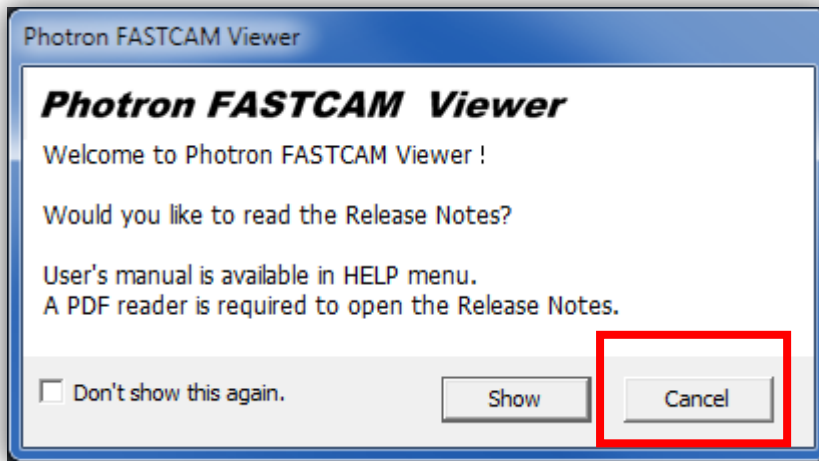 Photron FASTCAM Viewer
Photron FASTCAM Viewer
Welcome to Photron FASTCAM Viewer !
Would you like to read the Release Notes?
User's manual is available in HELP menu.
A PDF reader is required to open the Release Notes.
Don't show this again.
Show
Cancel